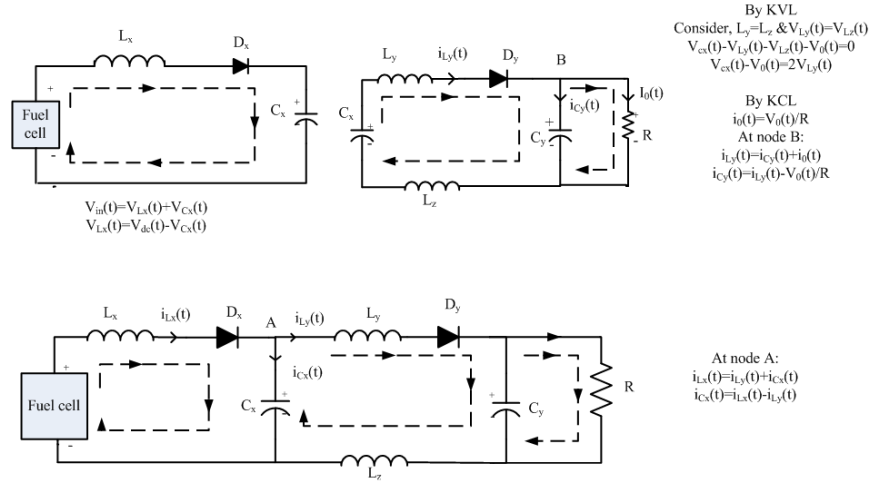 Lx
Dx
Fuel
cell
+
-
Cx
+
-
Vin(t)=VLx(t)+VCx(t)
VLx(t)=Vdc(t)-VCx(t)
Ly
iLy(t)
Dy
B
Cx
+
-
iCy(t)
I0(t)
Cy
+
-
R
+
-
Lz
By KVL
Consider, Ly=Lz &VLy(t)=VLz(t)
Vcx(t)-VLy(t)-VLz(t)-V0(t)=0
Vcx(t)-V0(t)=2VLy(t)
By KCL
i0(t)=V0(t)/R
At node B:
iLy(t)=iCy(t)+i0(t)
iCy(t)=iLy(t)-V0(t)/R
Lx
iLx(t)
Dx
A
iLy(t)
Ly
Dy
Fuel cell
+
-
iCx(t)
Cx
+
-
Cy
+
-
R
Lz
At node A:
iLx(t)=iLy(t)+iCx(t)
iCx(t)=iLx(t)-iLy(t)